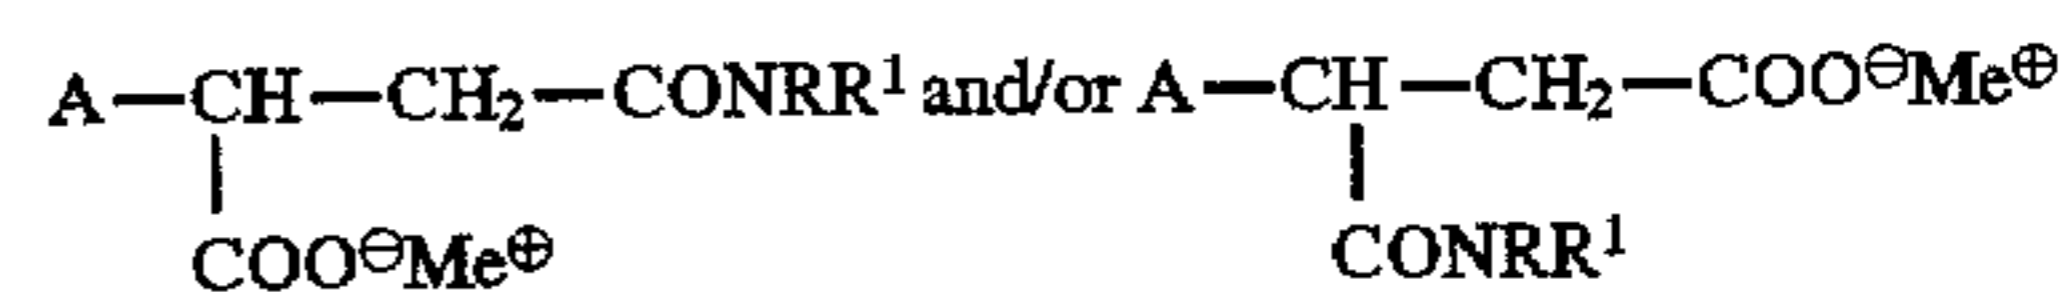 A—CH—CH₂—CONRR¹ and/or A—CH—CH₂—COO⊖Me⊕
COO⊖Me⊕ CONRR¹